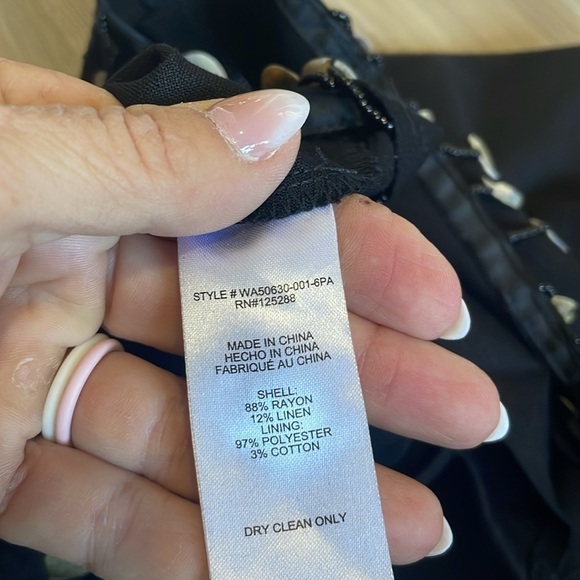 STYLE # WA50630-001-6PA
RN#125288
MADE IN CHINA
HECHO IN CHINA
FABRIQUÉ AU CHINA
SHELL:
88% RAYON
12% LINEN
LINING:
97% POLYESTER
3% COTTON
DRY CLEAN ONLY